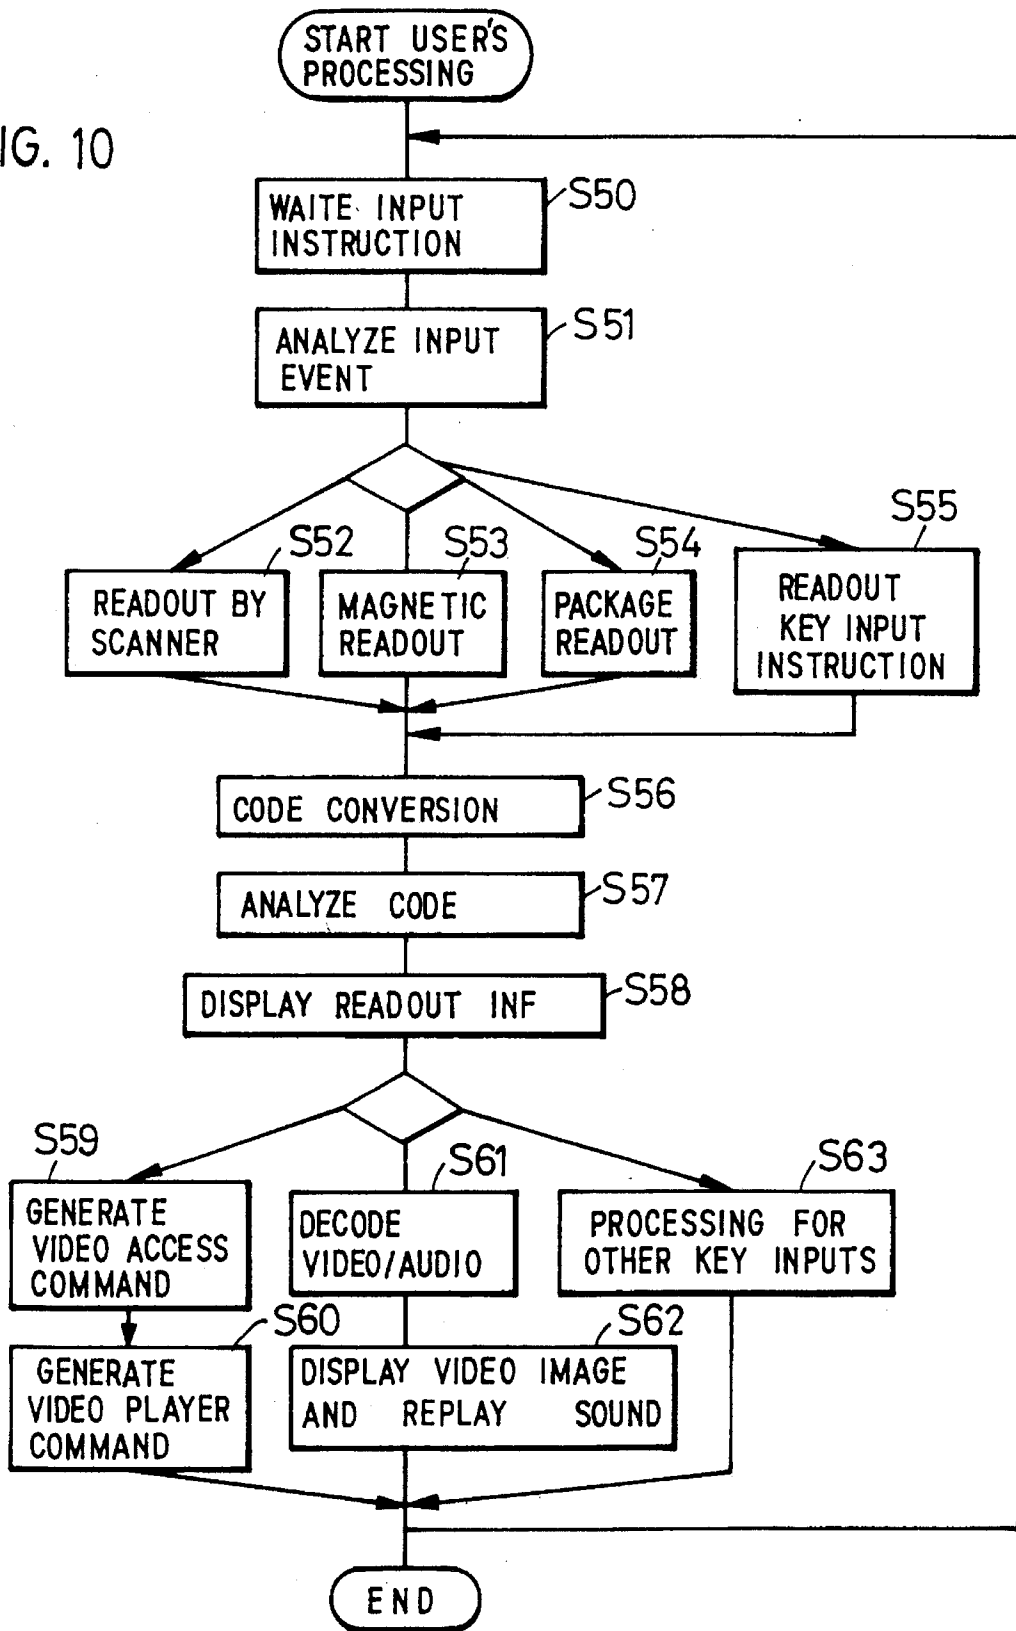 START USER'S
PROCESSING
IG. 10
S50
WAITE INPUT
INSTRUCTION
S51
ANALYZE INPUT
EVENT
S52
READOUT BY
SCANNER
S53
MAGNETIC
READOUT
S54
PACKAGE
READOUT
S55
READOUT
KEY INPUT
INSTRUCTION
S56
CODE CONVERSION
S57
ANALYZE CODE
S58
DISPLAY READOUT INF
S59
GENERATE
VIDEO ACCESS
COMMAND
S60
GENERATE
VIDEO PLAYER
COMMAND
S61
DECODE
VIDEO/AUDIO
S62
DISPLAY VIDEO IMAGE
AND REPLAY SOUND
S63
PROCESSING FOR
OTHER KEY INPUTS
END